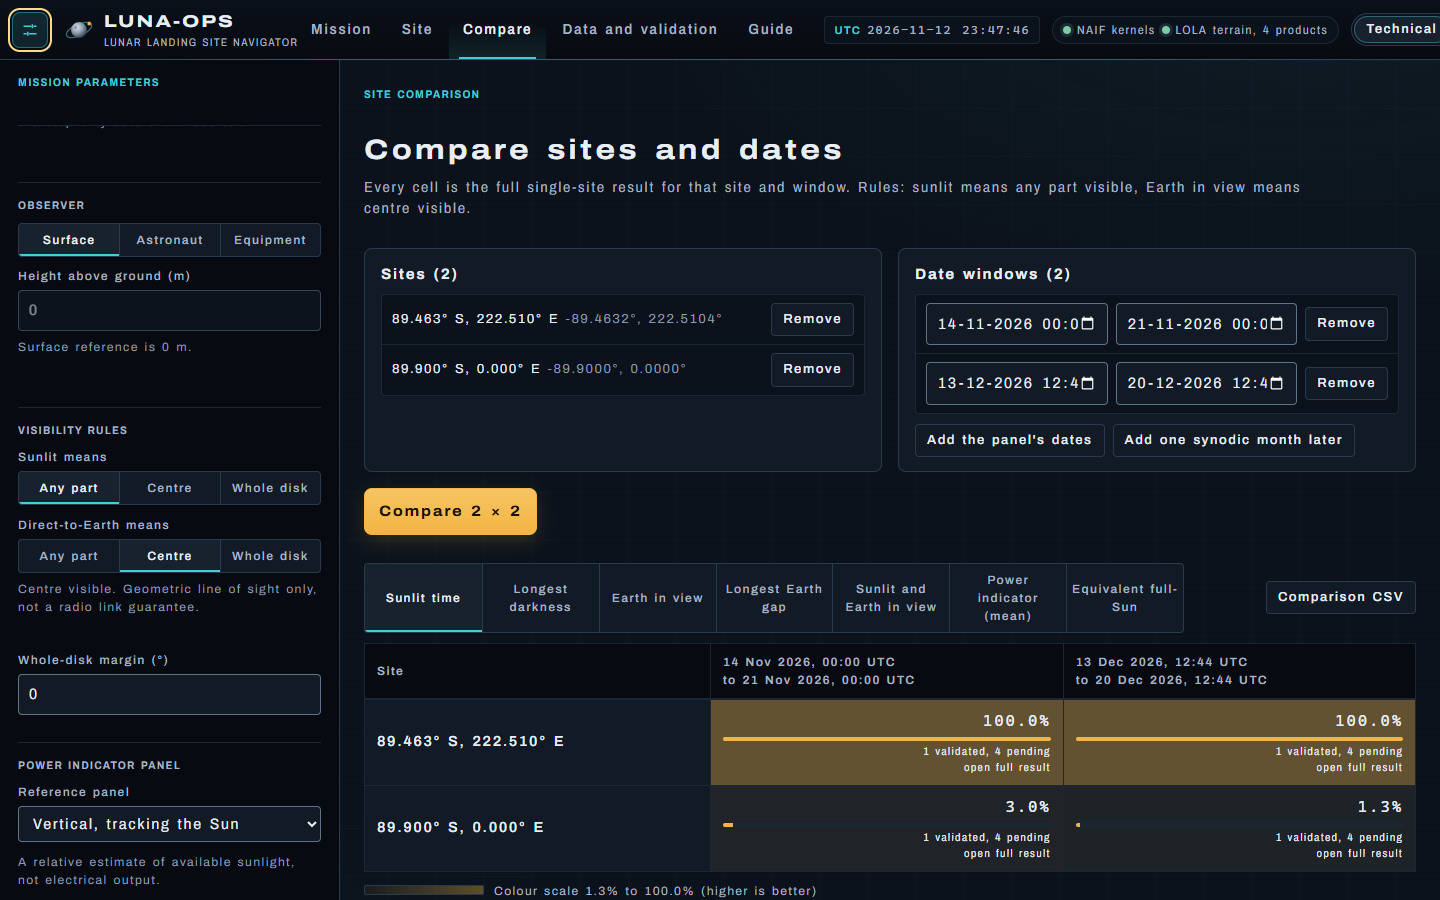 LUNA-OPS
LUNAR LANDING SITE NAVIGATOR
Mission
Site
Compare
Data and validation
Guide
UTC 2026-11-12 23:47:46
NAIF kernels
LOLA terrain, 4 products
Technical
MISSION PARAMETERS
OBSERVER
Surface
Astronaut
Equipment
Height above ground (m)
0
Surface reference is 0 m.
VISIBILITY RULES
Sunlit means
Any part
Centre
Whole disk
Direct-to-Earth means
Any part
Centre
Whole disk
Centre visible. Geometric line of sight only,
not a radio link guarantee.
Whole-disk margin (°)
0
POWER INDICATOR PANEL
Reference panel
Vertical, tracking the Sun
A relative estimate of available sunlight,
not electrical output.
SITE COMPARISON
Compare sites and dates
Every cell is the full single-site result for that site and window. Rules: sunlit means any part visible, Earth in view means
centre visible.
Sites (2)
89.463° S, 222.510° E -89.4632°, 222.5104°
Remove
89.900° S, 0.000° E -89.9000°, 0.0000°
Remove
Date windows (2)
14-11-2026 00:0
21-11-2026 00:0
Remove
13-12-2026 12:4
20-12-2026 12:4
Remove
Add the panel's dates
Add one synodic month later
Compare 2 × 2
Sunlit time
Longest
darkness
Earth in view
Longest Earth
gap
Sunlit and
Earth in view
Power
indicator
(mean)
Equivalent full-
Sun
Comparison CSV
Site
14 Nov 2026, 00:00 UTC
to 21 Nov 2026, 00:00 UTC
13 Dec 2026, 12:44 UTC
to 20 Dec 2026, 12:44 UTC
89.463° S, 222.510° E
100.0%
1 validated, 4 pending
open full result
100.0%
1 validated, 4 pending
open full result
89.900° S, 0.000° E
3.0%
1 validated, 4 pending
open full result
1.3%
1 validated, 4 pending
open full result
Colour scale 1.3% to 100.0% (higher is better)